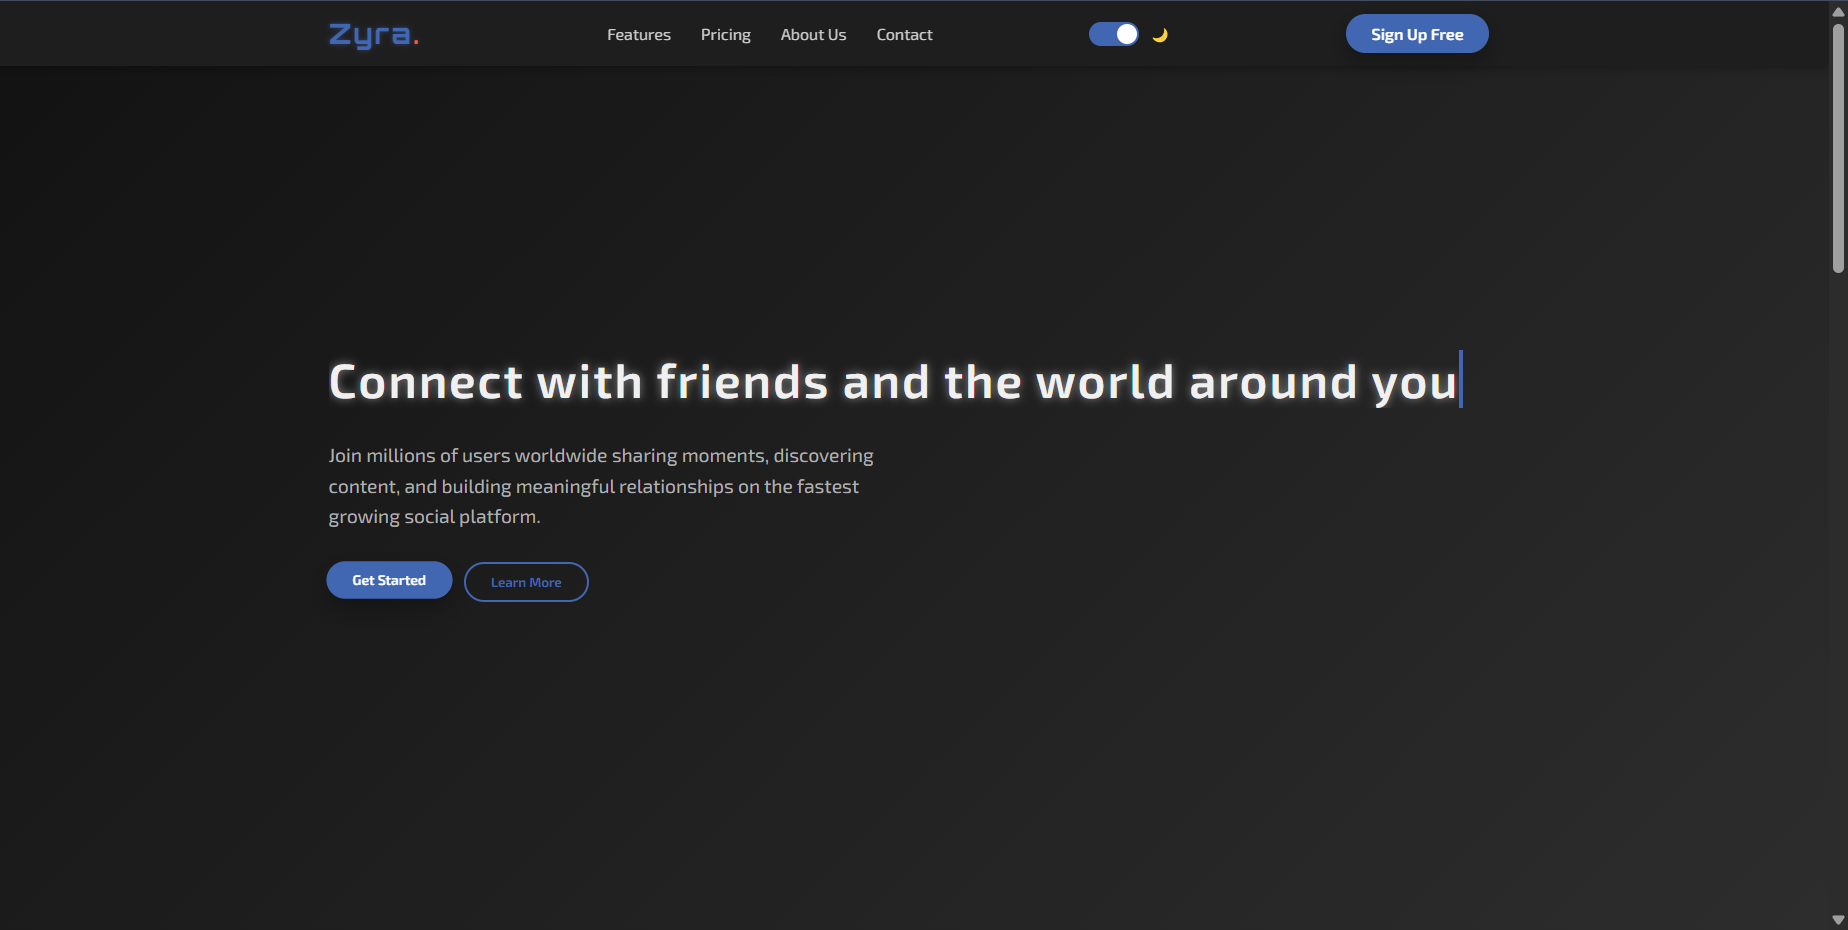 Zyra.
Features
Pricing
About Us
Contact
Sign Up Free
Connect with friends and the world around you
Join millions of users worldwide sharing moments, discovering
content, and building meaningful relationships on the fastest
growing social platform.
Get Started
Learn More